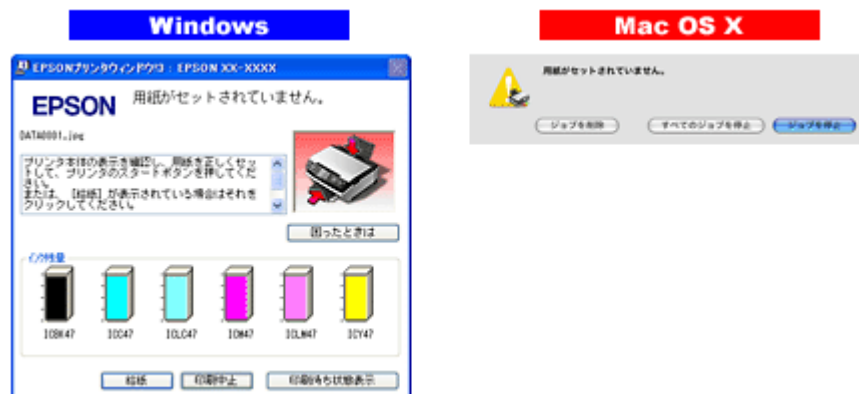 Windows
Mac OS X
EPSONプリンタウィンドウ3 : EPSON XX-XXXX
EPSON
用紙がセットされていません。
DATA0001.jpg
プリンタ本体の表示を確認し、用紙を正しくセッ
トして、プリンタのスタートボタンを押してくだ
さい。
または、[給紙] が表示されている場合はそれを
クリックしてください。
困ったときは
インク残量
ICBK47
ICC47
ICLC47
ICM47
ICLM47
ICY47
給紙
印刷中止
印刷待ち状態表示
用紙がセットされていません。
ジョブを削除
すべてのジョブを停止
ジョブを停止